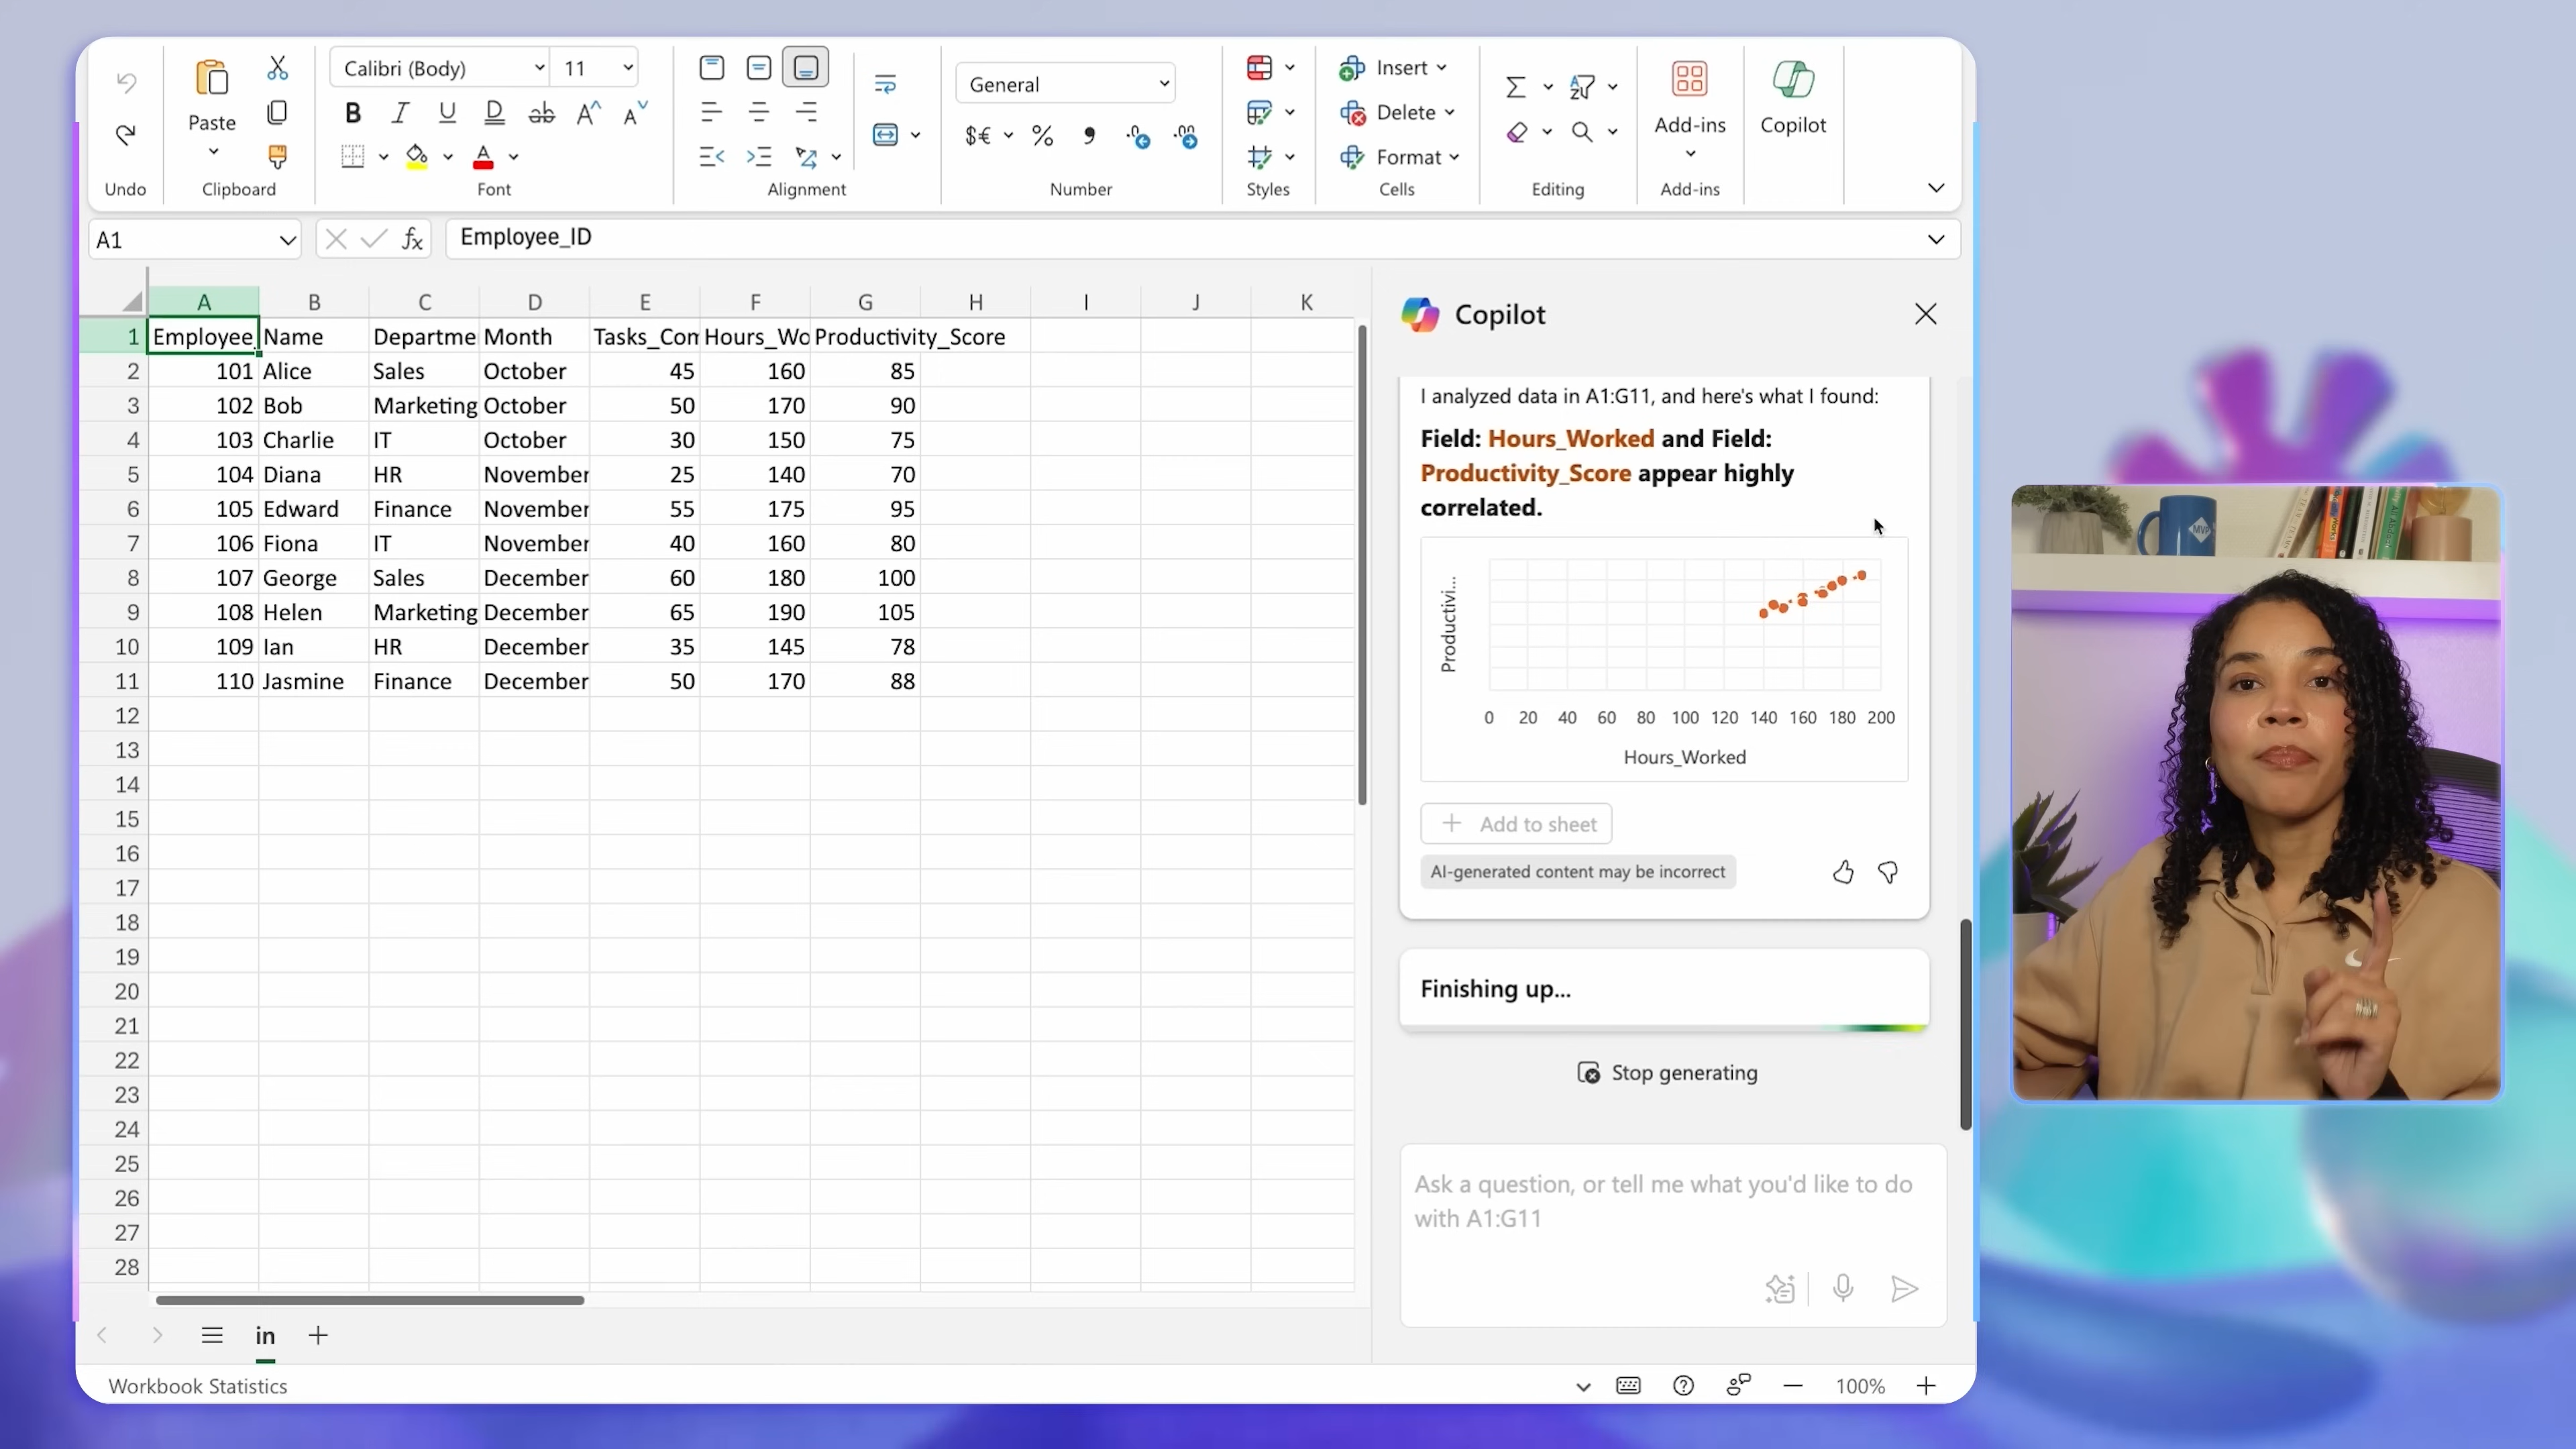 Calibri (Body) 11
General
Insert
Delete
Format
Paste
Add-ins
Copilot
Undo Clipboard Font Alignment Number Styles Cells Editing Add-ins
A1 fx Employee_ID
A B C D E F G H I J K
1 Employee_ Name Departme Month Tasks_Com Hours_Wo Productivity_Score
2 101 Alice Sales October 45 160 85
3 102 Bob Marketing October 50 170 90
4 103 Charlie IT October 30 150 75
5 104 Diana HR November 25 140 70
6 105 Edward Finance November 55 175 95
7 106 Fiona IT November 40 160 80
8 107 George Sales December 60 180 100
9 108 Helen Marketing December 65 190 105
10 109 Ian HR December 35 145 78
11 110 Jasmine Finance December 50 170 88
12
13
14
15
16
17
18
19
20
21
22
23
24
25
26
27
28
in
Workbook Statistics
100%
Copilot
I analyzed data in A1:G11, and here's what I found:
Field: Hours_Worked and Field:
Productivity_Score appear highly
correlated.
Productivi...
0 20 40 60 80 100 120 140 160 180 200
Hours_Worked
Add to sheet
AI-generated content may be incorrect
Finishing up...
Stop generating
Ask a question, or tell me what you'd like to do
with A1:G11
MVP